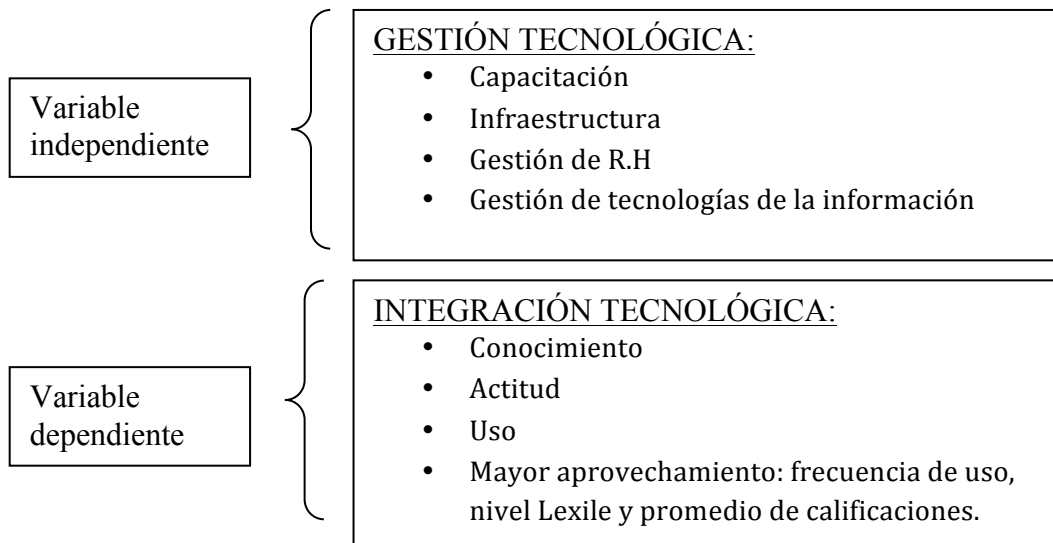 Variable
independiente
GESTIÓN TECNOLÓGICA:
• Capacitación
• Infraestructura
• Gestión de R.H
• Gestión de tecnologías de la información
Variable
dependiente
INTEGRACIÓN TECNOLÓGICA:
• Conocimiento
• Actitud
• Uso
• Mayor aprovechamiento: frecuencia de uso,
nivel Lexile y promedio de calificaciones.